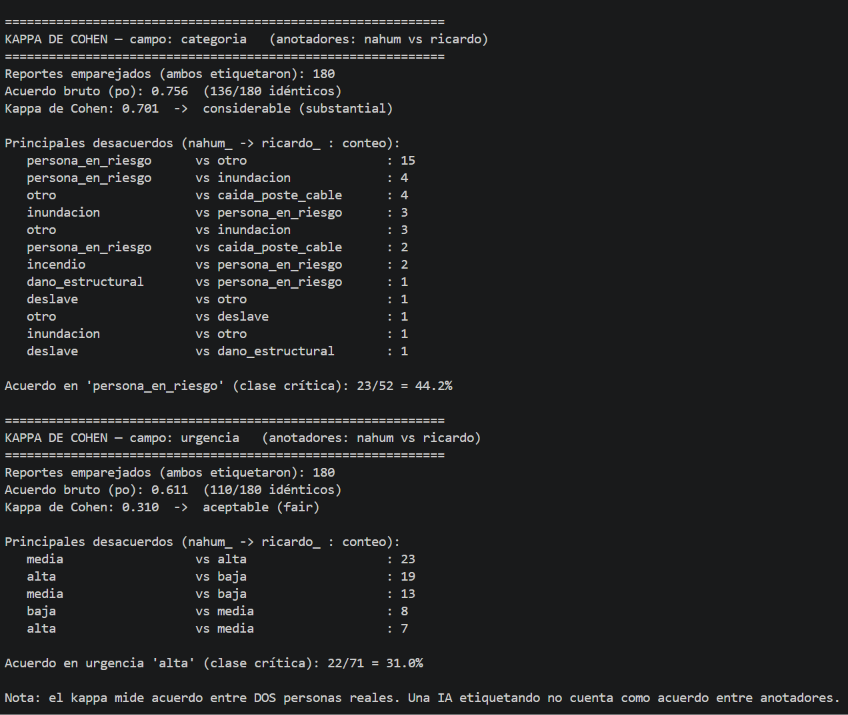 ============================================================
KAPPA DE COHEN — campo: categoria   (anotadores: nahum vs ricardo)
============================================================
Reportes emparejados (ambos etiquetaron): 180
Acuerdo bruto (po): 0.756  (136/180 idénticos)
Kappa de Cohen: 0.701  ->  considerable (substantial)
Principales desacuerdos (nahum_ -> ricardo_ : conteo):
persona_en_riesgo      vs otro                   : 15
persona_en_riesgo      vs inundacion             : 4
otro                   vs caida_poste_cable      : 4
inundacion             vs persona_en_riesgo      : 3
otro                   vs inundacion             : 3
persona_en_riesgo      vs caida_poste_cable      : 2
incendio               vs persona_en_riesgo      : 2
dano_estructural       vs persona_en_riesgo      : 1
deslave                vs otro                   : 1
otro                   vs deslave                : 1
inundacion             vs otro                   : 1
deslave                vs dano_estructural       : 1
Acuerdo en 'persona_en_riesgo' (clase crítica): 23/52 = 44.2%
============================================================
KAPPA DE COHEN — campo: urgencia   (anotadores: nahum vs ricardo)
============================================================
Reportes emparejados (ambos etiquetaron): 180
Acuerdo bruto (po): 0.611  (110/180 idénticos)
Kappa de Cohen: 0.310  ->  aceptable (fair)
Principales desacuerdos (nahum_ -> ricardo_ : conteo):
media                  vs alta                   : 23
alta                   vs baja                   : 19
media                  vs baja                   : 13
baja                   vs media                  : 8
alta                   vs media                  : 7
Acuerdo en urgencia 'alta' (clase crítica): 22/71 = 31.0%
Nota: el kappa mide acuerdo entre DOS personas reales. Una IA etiquetando no cuenta como acuerdo entre anotadores.